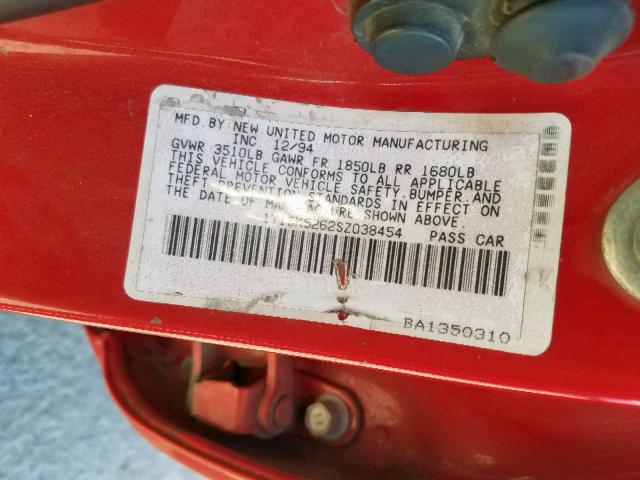 MFD.BY: NEW UNITED MOTOR MANUFACTURING
INC 12/94
GVWR 3510LB GAWR FR 1850LB RR 1680LB
THIS VEHICLE CONFORMS TO ALL APPLICABLE
FEDERAL MOTOR VEHICLE SAFETY, BUMPER, AND
THEFT PREVENTION STANDARDS IN EFFECT ON
THE DATE OF MANUFACTURE SHOWN ABOVE.
PASS CAR
BA1350310